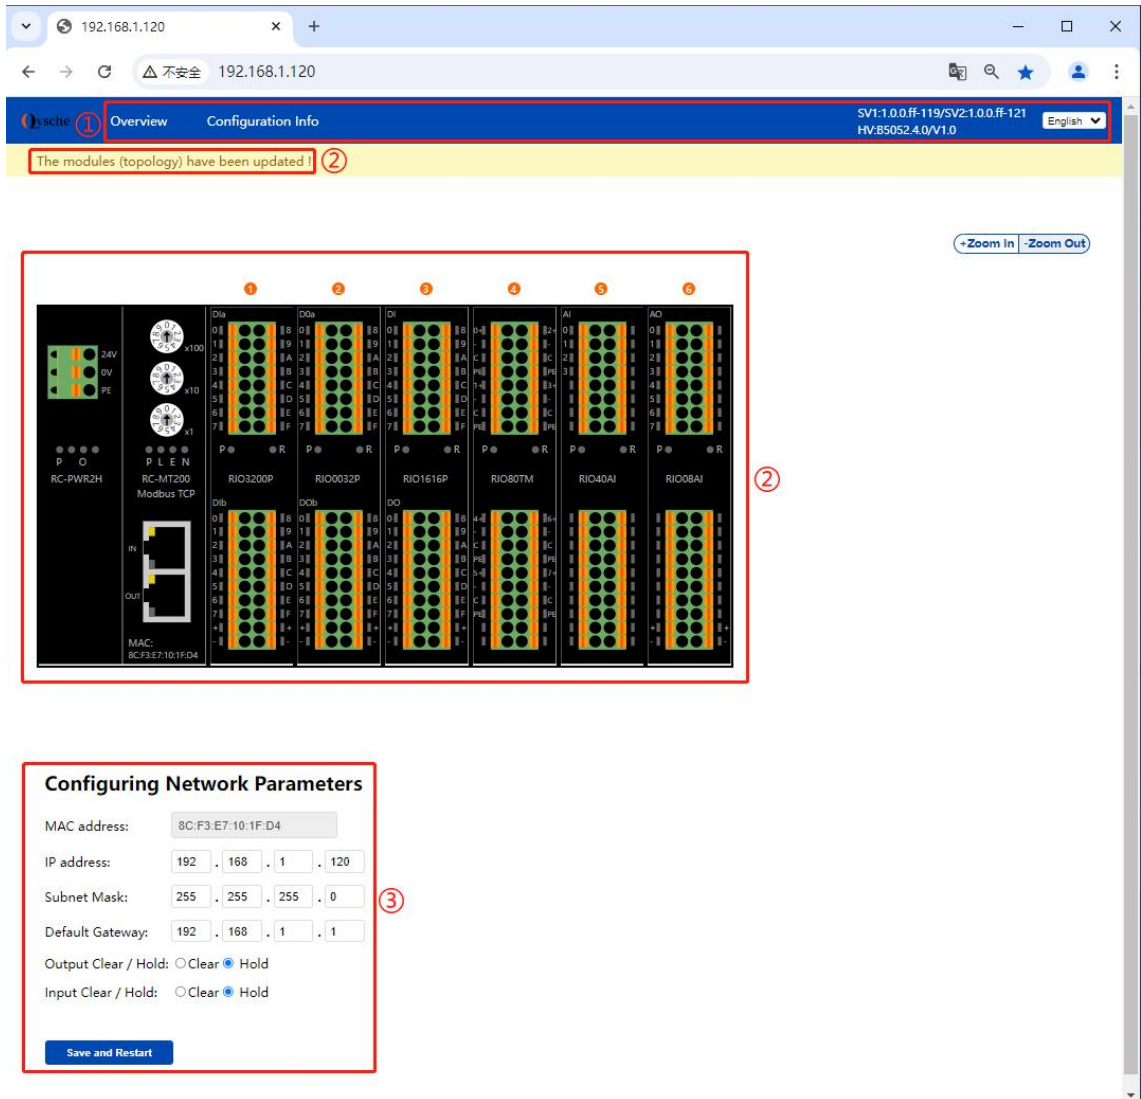 192.168.1.120
不安全 192.168.1.120
Qysche ① Overview Configuration Info SV1:1.0.0.ff-119/SV2:1.0.0.ff-121 English
HV:B5052.4.0/V1.0
The modules (topology) have been updated ! ②
+Zoom In -Zoom Out
1 2 3 4 5 6
DIa D0a DI AI AO
24V
0V
PE
x100
x10
x1
P O
P L E N
P R P R P R P R P R P R
RC-PWR2H
RC-MT200
Modbus TCP
RIO3200P RIO0032P RIO1616P RIO80TM RIO40AI RIO08AI
②
DIb DOb DO
IN
OUT
MAC:
8C:F3:E7:10:1F:D4
Configuring Network Parameters
MAC address: 8C:F3:E7:10:1F:D4
IP address: 192 . 168 . 1 . 120
Subnet Mask: 255 . 255 . 255 . 0
③
Default Gateway: 192 . 168 . 1 . 1
Output Clear / Hold: Clear Hold
Input Clear / Hold: Clear Hold
Save and Restart